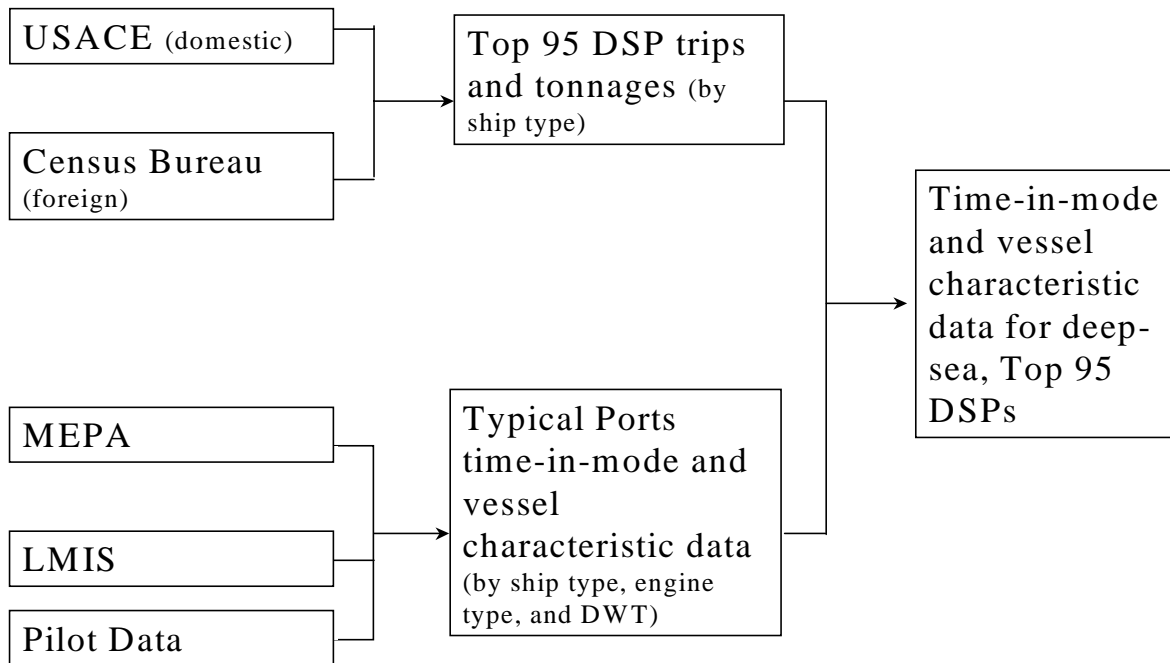 USACE (domestic)
Census Bureau
(foreign)
Top 95 DSP trips
and tonnages (by
ship type)
MEPA
LMIS
Pilot Data
Typical Ports
time-in-mode and
vessel
characteristic data
(by ship type, engine
type, and DWT)
Time-in-mode
and vessel
characteristic
data for deep-
sea, Top 95
DSPs